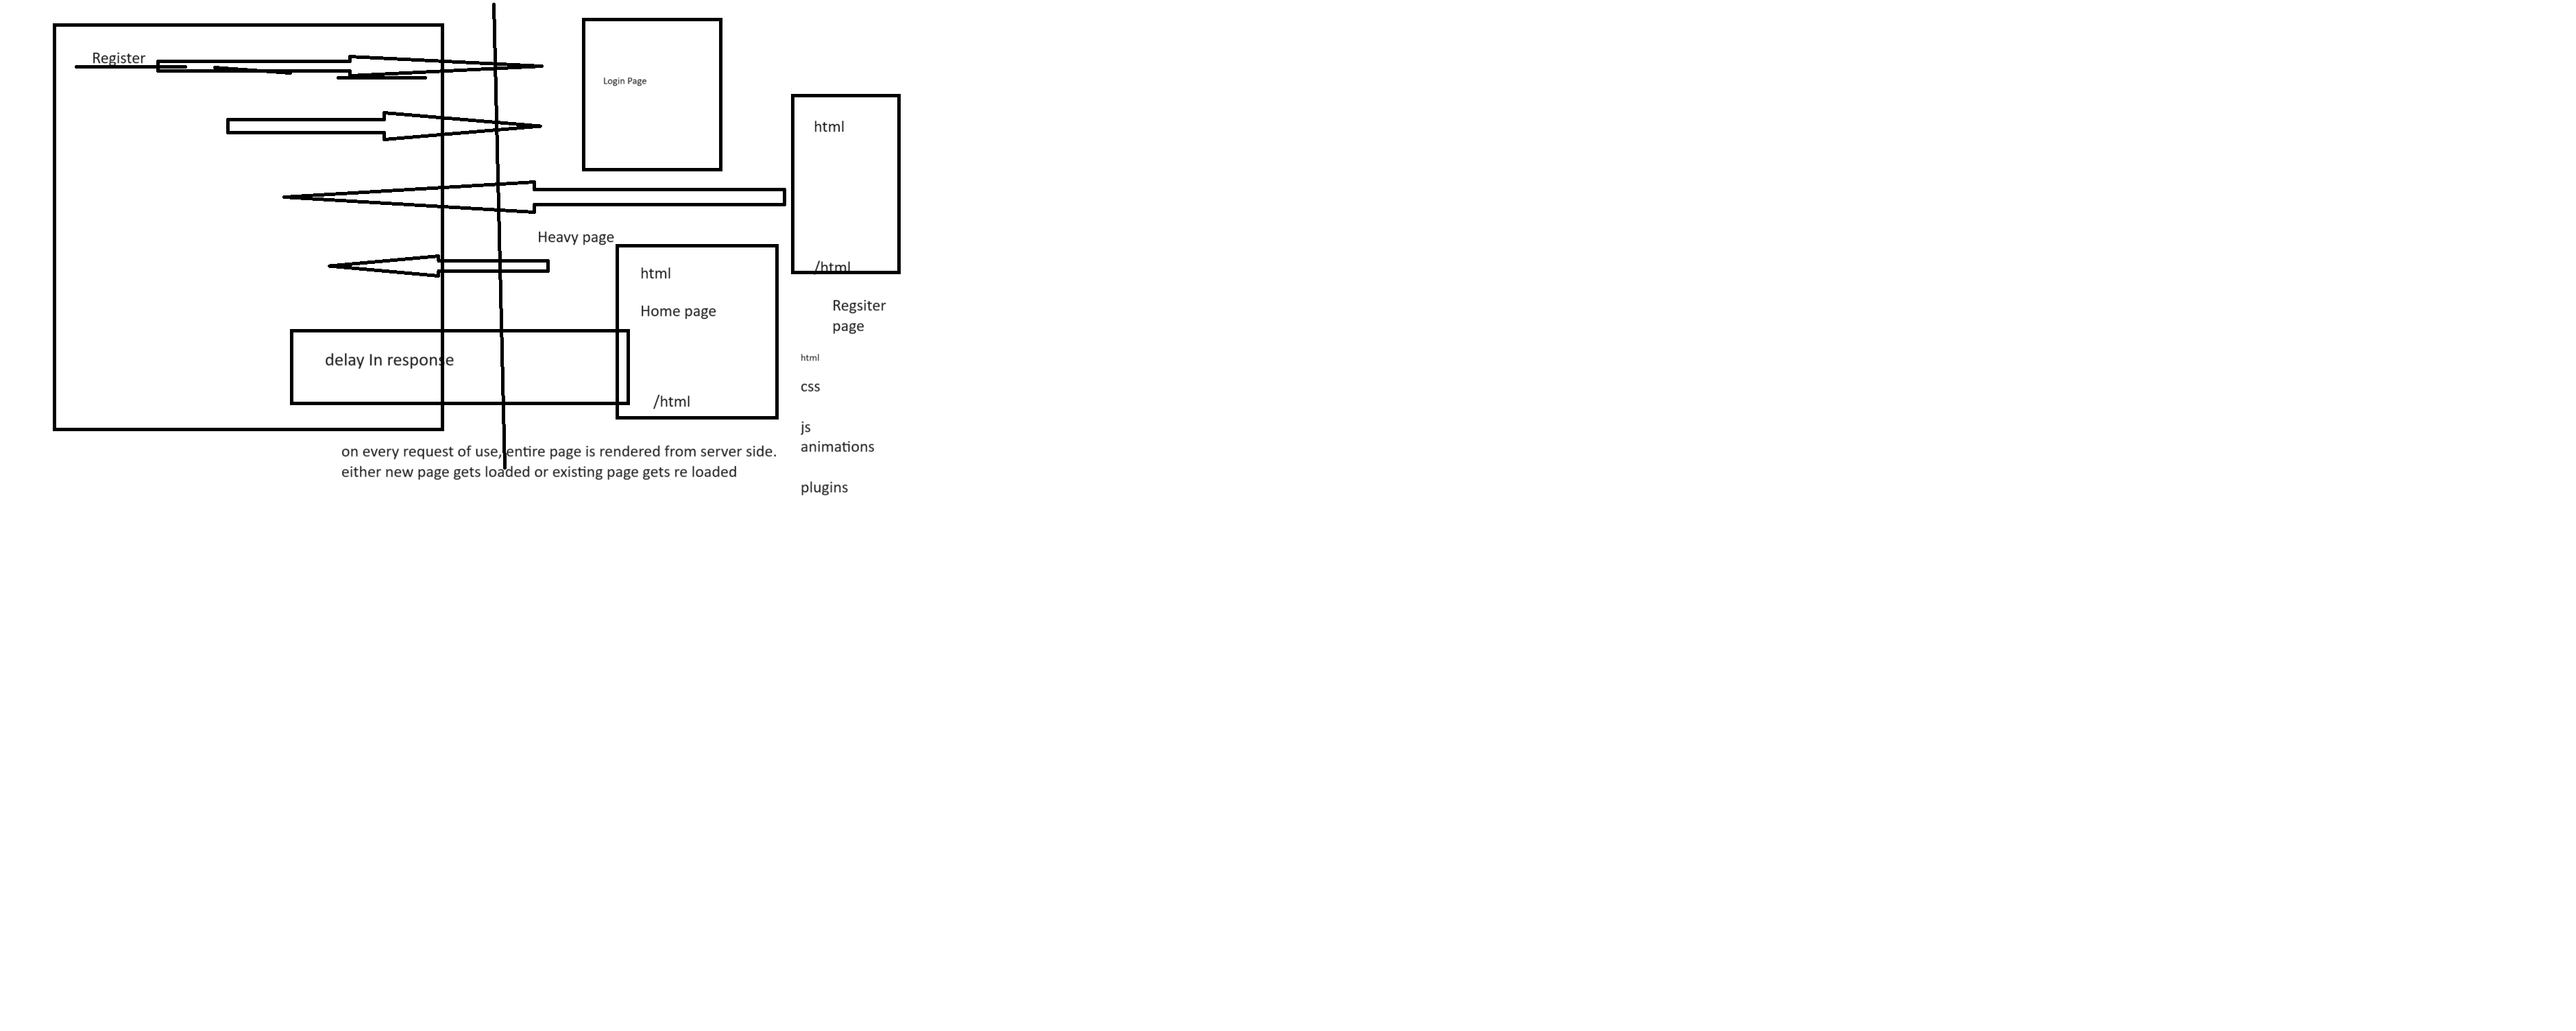 Register
Login Page
html
/html
Heavy page
html
Home page
/html
Regsiter
page
delay In response
html
css
js
animations
plugins
on every request of use, entire page is rendered from server side.
either new page gets loaded or existing page gets re loaded